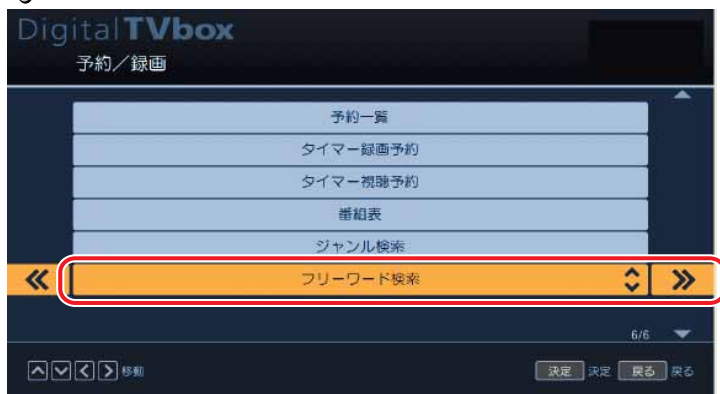 DigitalTVbox
予約／録画
予約一覧
タイマー録画予約
タイマー視聴予約
番組表
ジャンル検索
フリーワード検索
6/6
移動 決定 決定 戻る 戻る